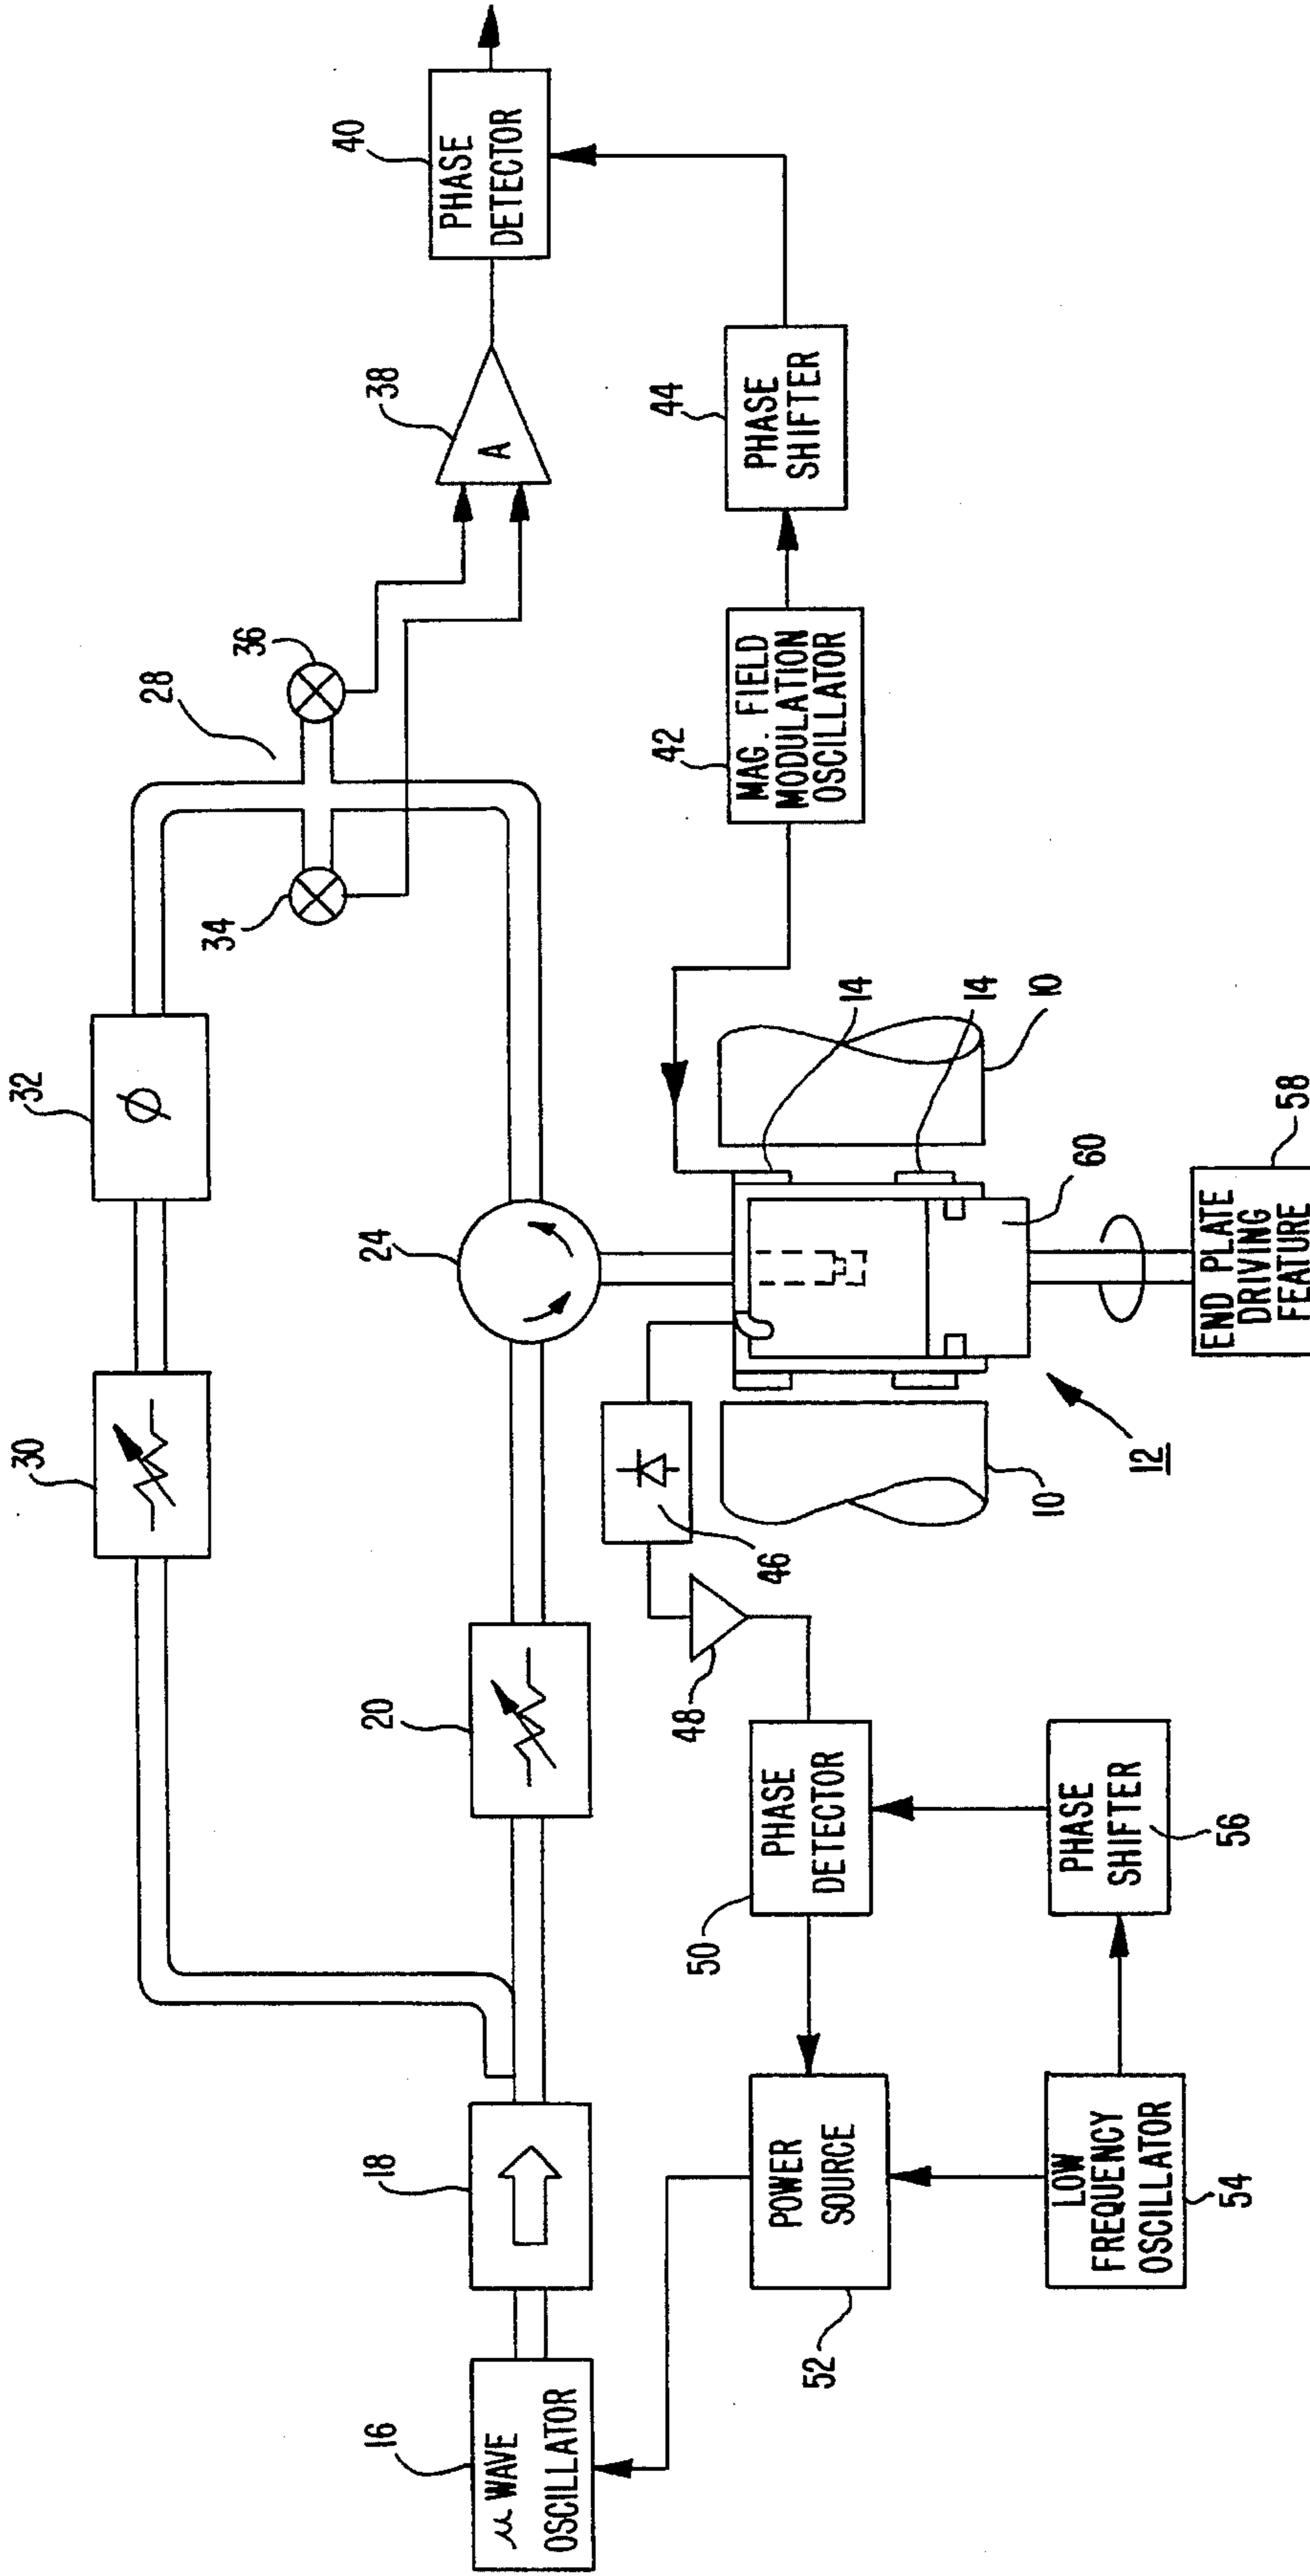 30
32
28
36
34
38
A
40
PHASE
DETECTOR
16
μ WAVE
OSCILLATOR
18
20
24
ϕ
42
MAG. FIELD
MODULATION
OSCILLATOR
44
PHASE
SHIFTER
46
48
50
PHASE
DETECTOR
52
POWER
SOURCE
54
LOW
FREQUENCY
OSCILLATOR
56
PHASE
SHIFTER
10
12
14
14
10
60
58
END PLATE
DRIVING
FEATURE